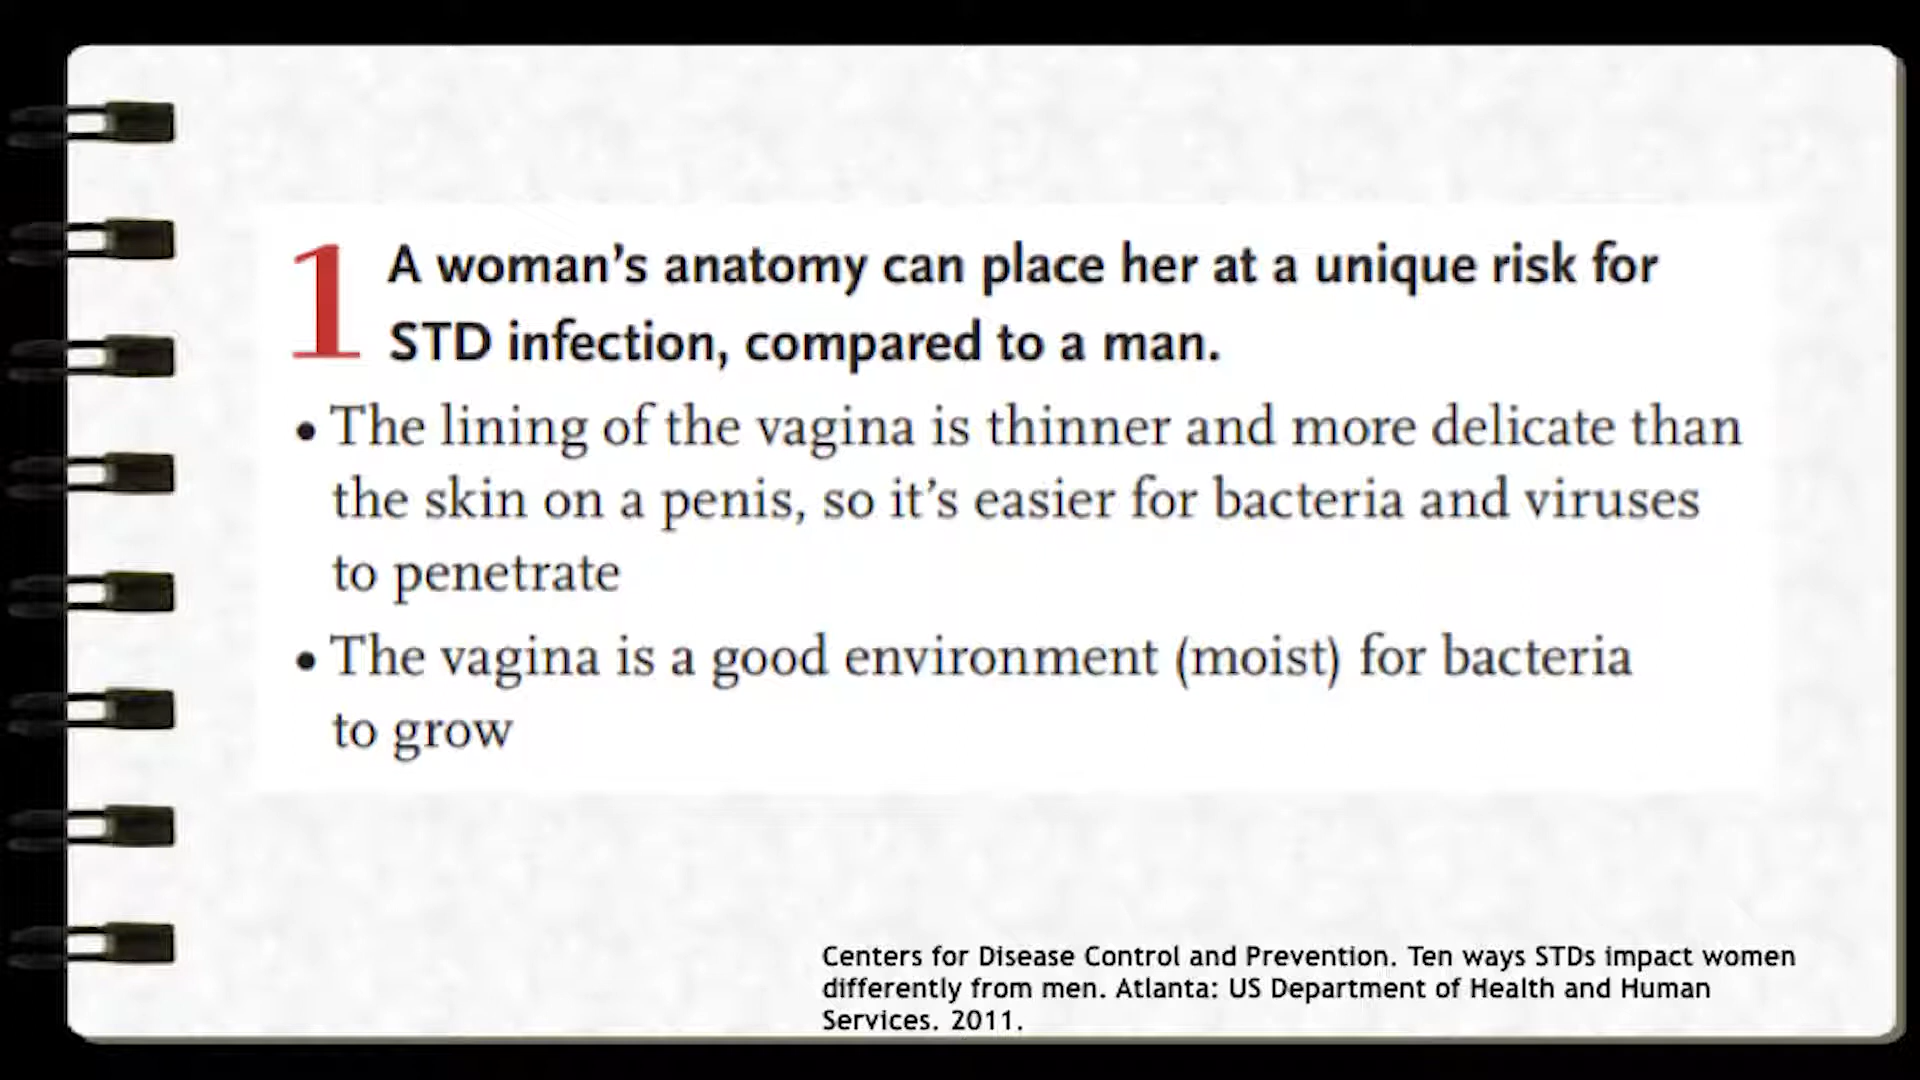 1 A woman's anatomy can place her at a unique risk for
STD infection, compared to a man.
• The lining of the vagina is thinner and more delicate than
the skin on a penis, so it's easier for bacteria and viruses
to penetrate
• The vagina is a good environment (moist) for bacteria
to grow
Centers for Disease Control and Prevention. Ten ways STDs impact women
differently from men. Atlanta: US Department of Health and Human
Services. 2011.